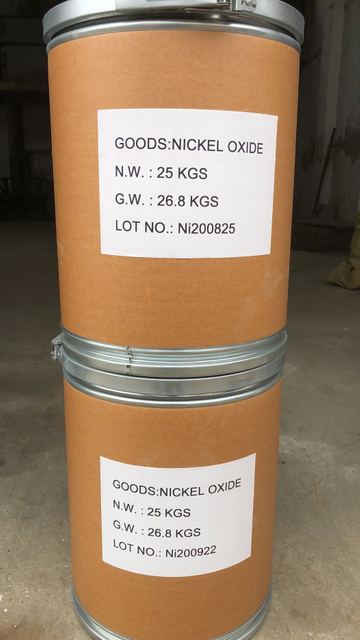 GOODS:NICKEL OXIDE
N.W. : 25 KGS
G.W. : 26.8 KGS
LOT NO.: Ni200825
GOODS:NICKEL OXIDE
N.W. : 25 KGS
G.W. : 26.8 KGS
LOT NO.: Ni200922